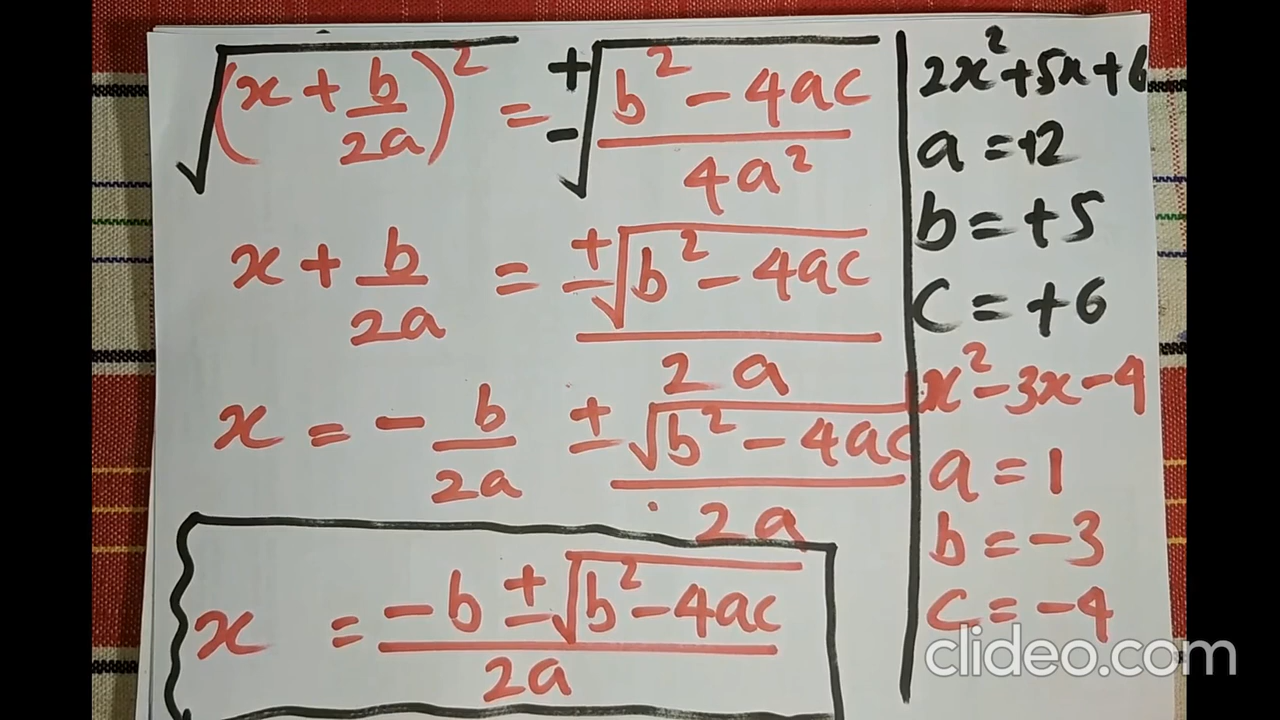 √(x + b/2a)² = ±√(b² - 4ac/4a²)
x + b/2a = ±√b² - 4ac/2a
x = - b/2a ± √b² - 4ac/2a
x = -b ± √b² - 4ac/2a
2x² + 5x + 6
a = +2
b = +5
c = +6
x² - 3x - 4
a = 1
b = -3
c = -4
clideo.com